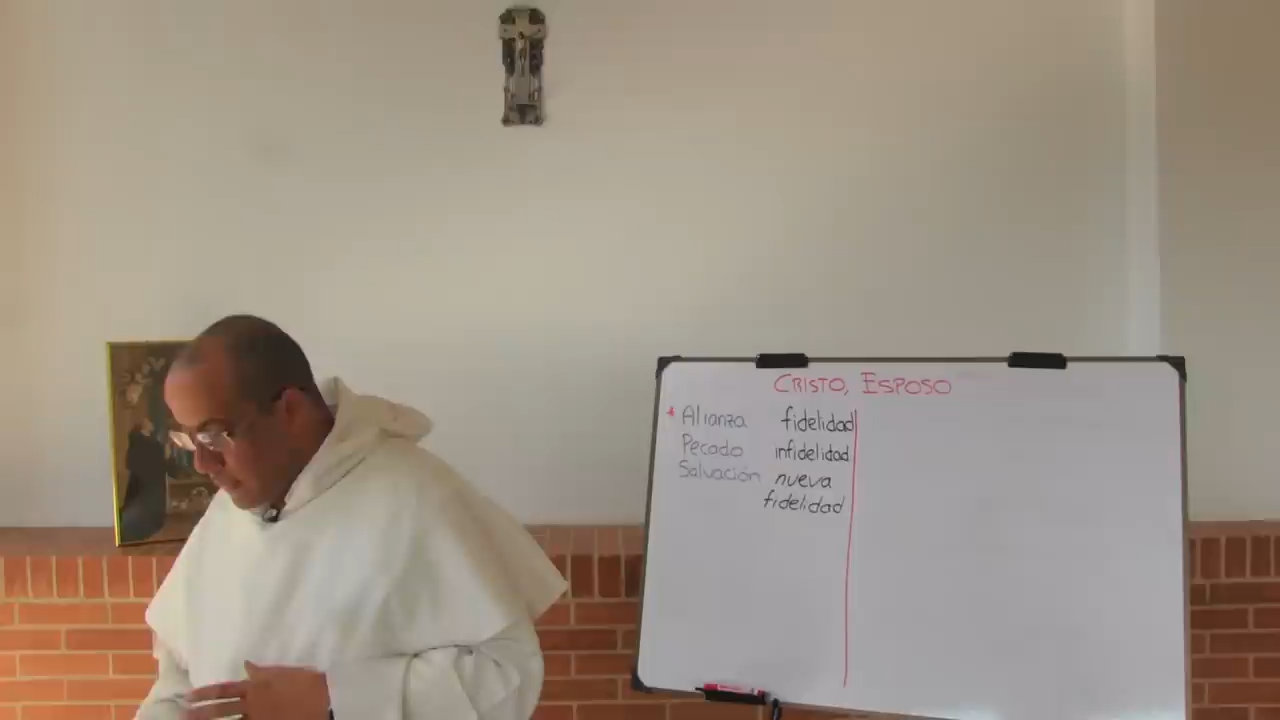 CRISTO, ESPOSO
* Alianza fidelidad
Pecado infidelidad
Salvación nueva
fidelidad